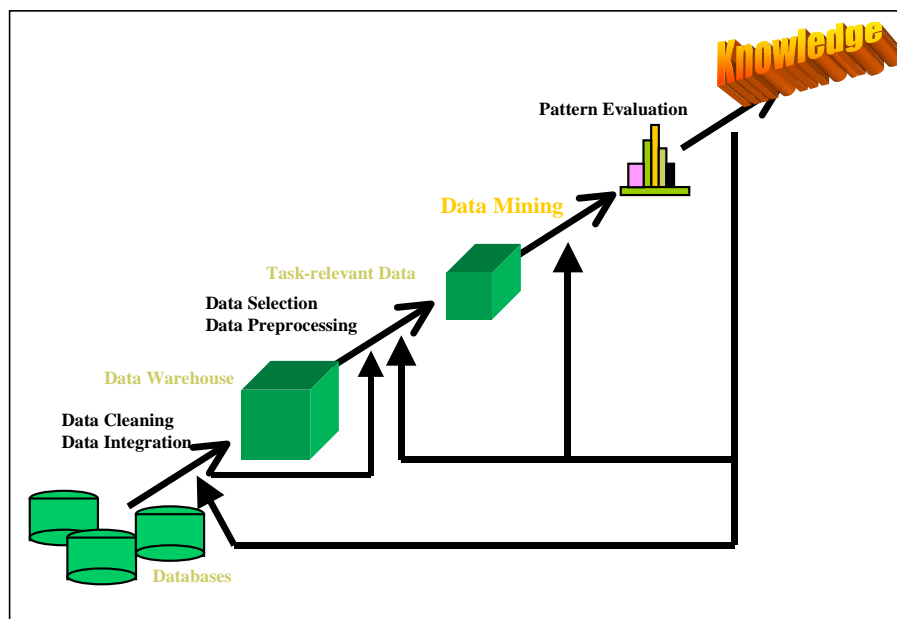 Knowledge
Pattern Evaluation
Data Mining
Task-relevant Data
Data Selection
Data Preprocessing
Data Warehouse
Data Cleaning
Data Integration
Databases